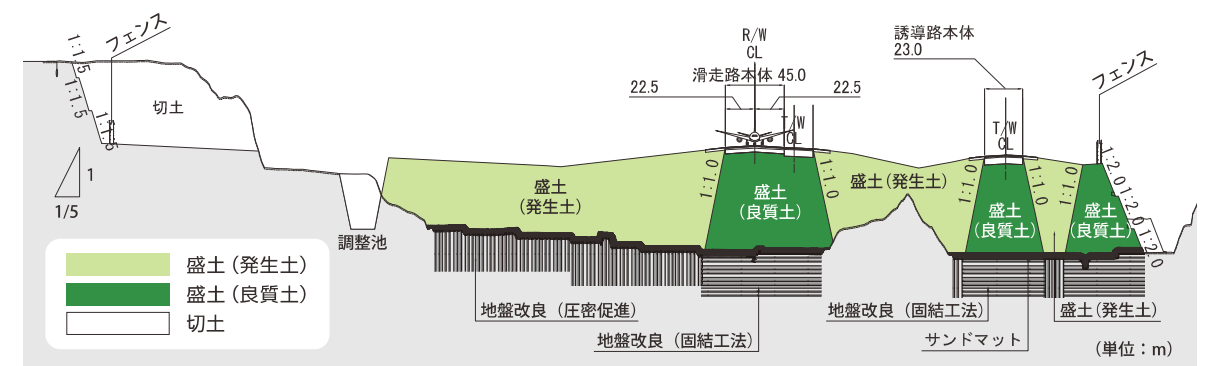 フェンス
1:1.5
1:1.5
1:1.5
切土
1
1/5
調整池
R/W
CL
滑走路本体 45.0
22.5
22.5
T/W
CL
誘導路本体
23.0
T/W
CL
フェンス
盛土
(発生土)
1:1.0
盛土
(良質土)
1:1.0
盛土(発生土)
1:1.0
盛土
(良質土)
1:1.0
1:1.0
盛土
(良質土)
1:2.0
1:2.0
1:2.0
盛土(発生土)
盛土(良質土)
切土
地盤改良(圧密促進)
地盤改良(固結工法)
地盤改良(固結工法)
盛土(発生土)
サンドマット
(単位:m)